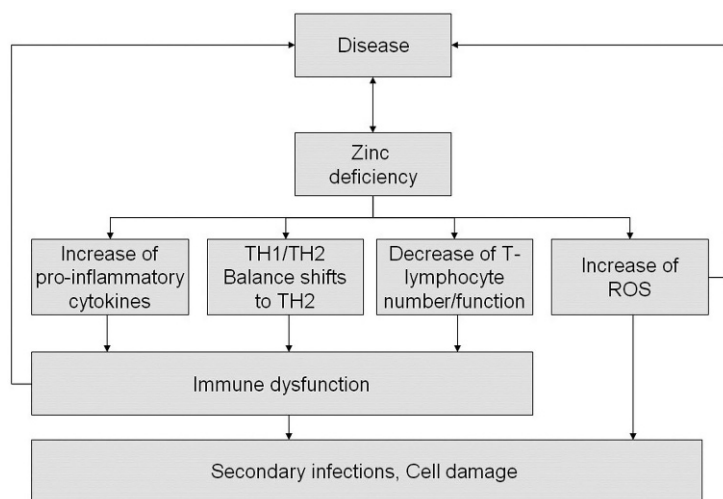 Disease
Zinc
deficiency
Increase of
pro-inflammatory
cytokines
TH1/TH2
Balance shifts
to TH2
Decrease of T-
lymphocyte
number/function
Increase of
ROS
Immune dysfunction
Secondary infections, Cell damage